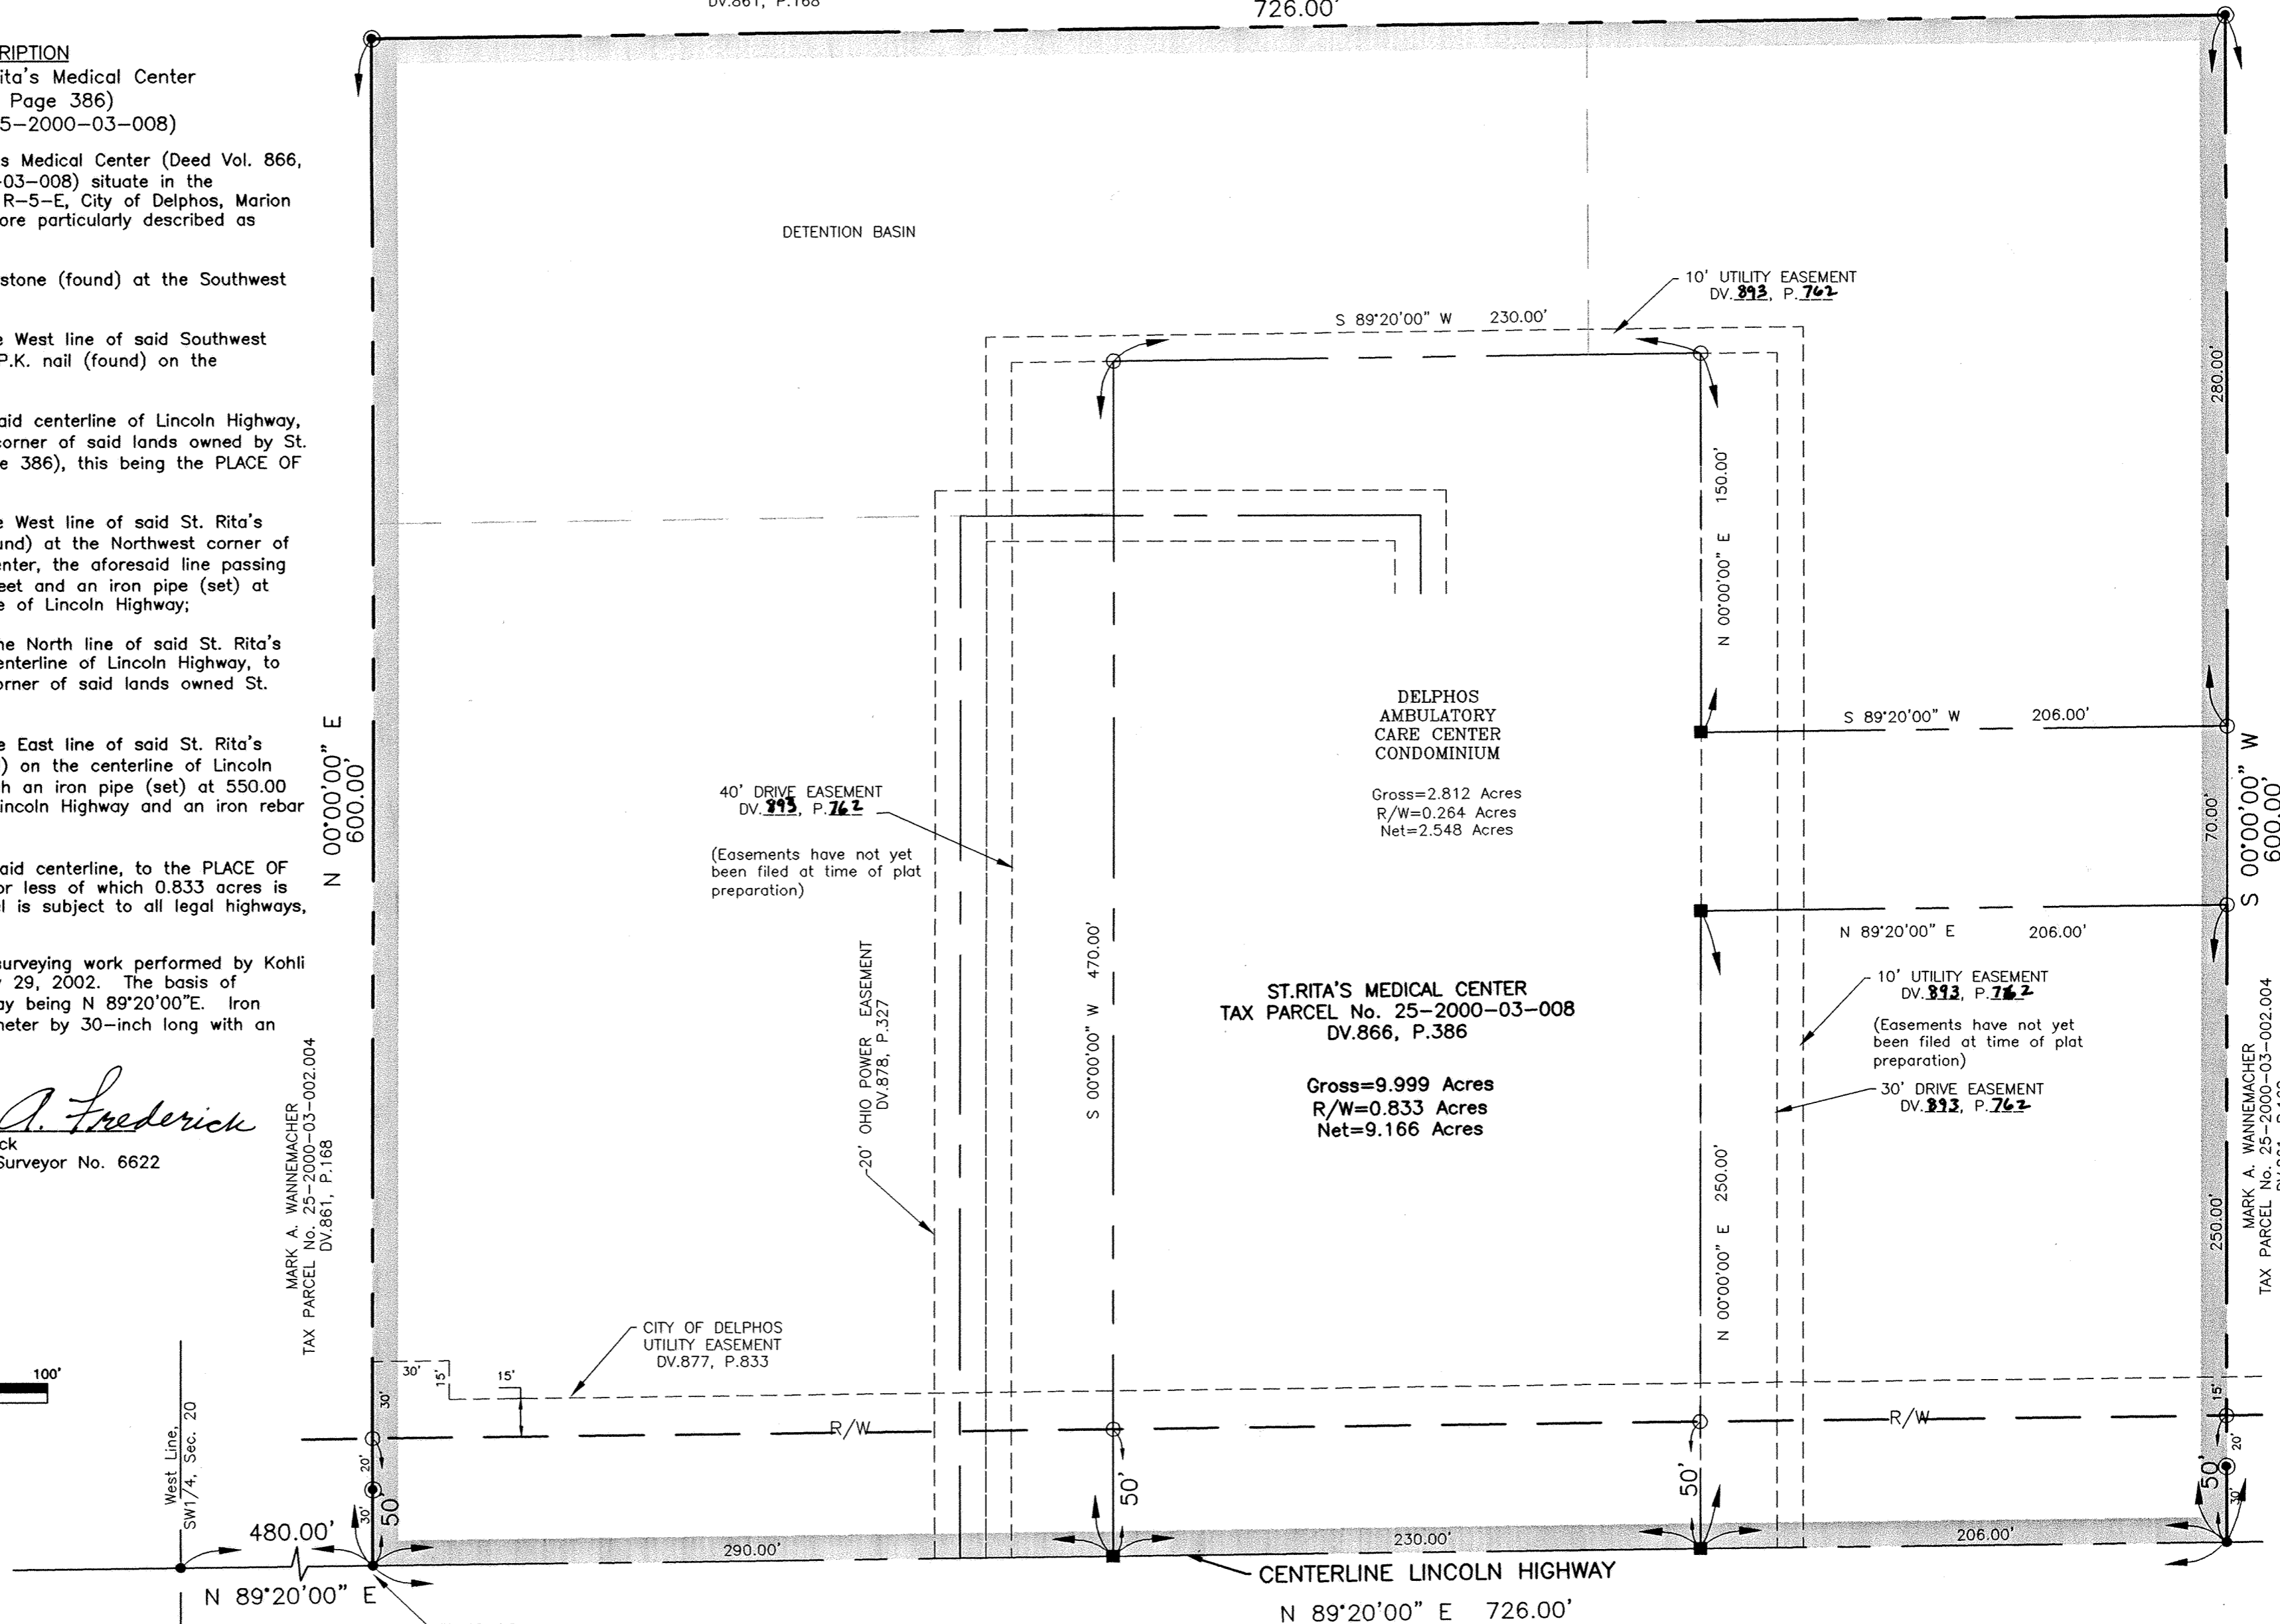 DV.861, P.168
726.00'
RIPTION
ita's Medical Center
Page 386)
5-2000-03-008)
s Medical Center (Deed Vol. 866,
-03-008) situate in the
R-5-E, City of Delphos, Marion
ore particularly described as
stone (found) at the Southwest
e West line of said Southwest
P.K. nail (found) on the
aid centerline of Lincoln Highway,
corner of said lands owned by St.
e 386), this being the PLACE OF
e West line of said St. Rita's
und) at the Northwest corner of
enter, the aforesaid line passing
eet and an iron pipe (set) at
e of Lincoln Highway;
he North line of said St. Rita's
enterline of Lincoln Highway, to
orner of said lands owned St.
e East line of said St. Rita's
) on the centerline of Lincoln
h an iron pipe (set) at 550.00
incoln Highway and an iron rebar
aid centerline, to the PLACE OF
or less of which 0.833 acres is
l is subject to all legal highways,
surveying work performed by Kohli
y 29, 2002. The basis of
ay being N 89°20'00"E. Iron
meter by 30-inch long with an
A. Frederick
ck
Surveyor No. 6622
100'
N 00°00'00" E
600.00'
MARK A. WANNEMACHER
TAX PARCEL No. 25-2000-03-002.004
DV.861, P.168
West Line,
SW1/4, Sec. 20
480.00'
N 89°20'00" E
DETENTION BASIN
10' UTILITY EASEMENT
DV.893, P.762
S 89°20'00" W 230.00'
N 00°00'00" E 150.00'
280.00'
DELPHOS
AMBULATORY
CARE CENTER
CONDOMINIUM
Gross=2.812 Acres
R/W=0.264 Acres
Net=2.548 Acres
S 89°20'00" W 206.00'
70.00'
S 00°00'00" W
600.00'
40' DRIVE EASEMENT
DV.893, P.762
(Easements have not yet
been filed at time of plat
preparation)
N 89°20'00" E 206.00'
S 00°00'00" W 470.00'
20' OHIO POWER EASEMENT
DV.878, P.327
ST.RITA'S MEDICAL CENTER
TAX PARCEL No. 25-2000-03-008
DV.866, P.386
Gross=9.999 Acres
R/W=0.833 Acres
Net=9.166 Acres
10' UTILITY EASEMENT
DV.893, P.762
(Easements have not yet
been filed at time of plat
preparation)
30' DRIVE EASEMENT
DV.893, P.762
N 00°00'00" E 250.00'
250.00'
MARK A. WANNEMACHER
TAX PARCEL No. 25-2000-03-002.004
CITY OF DELPHOS
UTILITY EASEMENT
DV.877, P.833
30'
15'
15'
30'
20'
30'
50'
R/W
R/W
15'
20'
30'
50'
50'
50'
290.00'
230.00'
206.00'
CENTERLINE LINCOLN HIGHWAY
N 89°20'00" E 726.00'